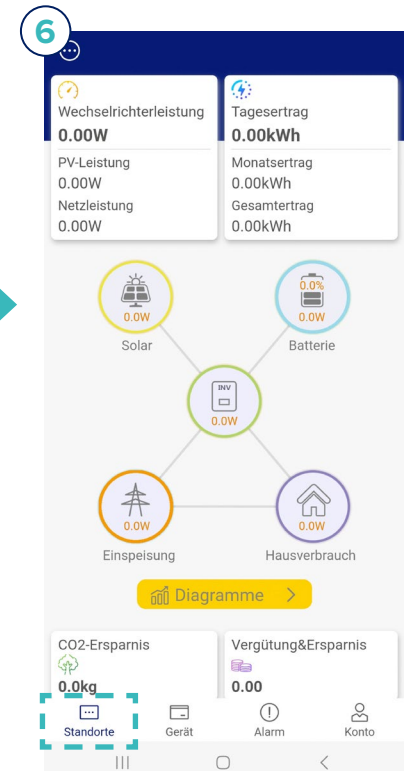 6
Wechselrichterleistung
0.00W
PV-Leistung
0.00W
Netzleistung
0.00W
Tagesertrag
0.00kWh
Monatsertrag
0.00kWh
Gesamtertrag
0.00kWh
0.0W
Solar
0.0%
0.0W
Batterie
INV
0.0W
0.0W
Einspeisung
0.0W
Hausverbrauch
Diagramme
CO2-Ersparnis
0.0kg
Vergütung&Ersparnis
0.00
Standorte
Gerät
Alarm
Konto